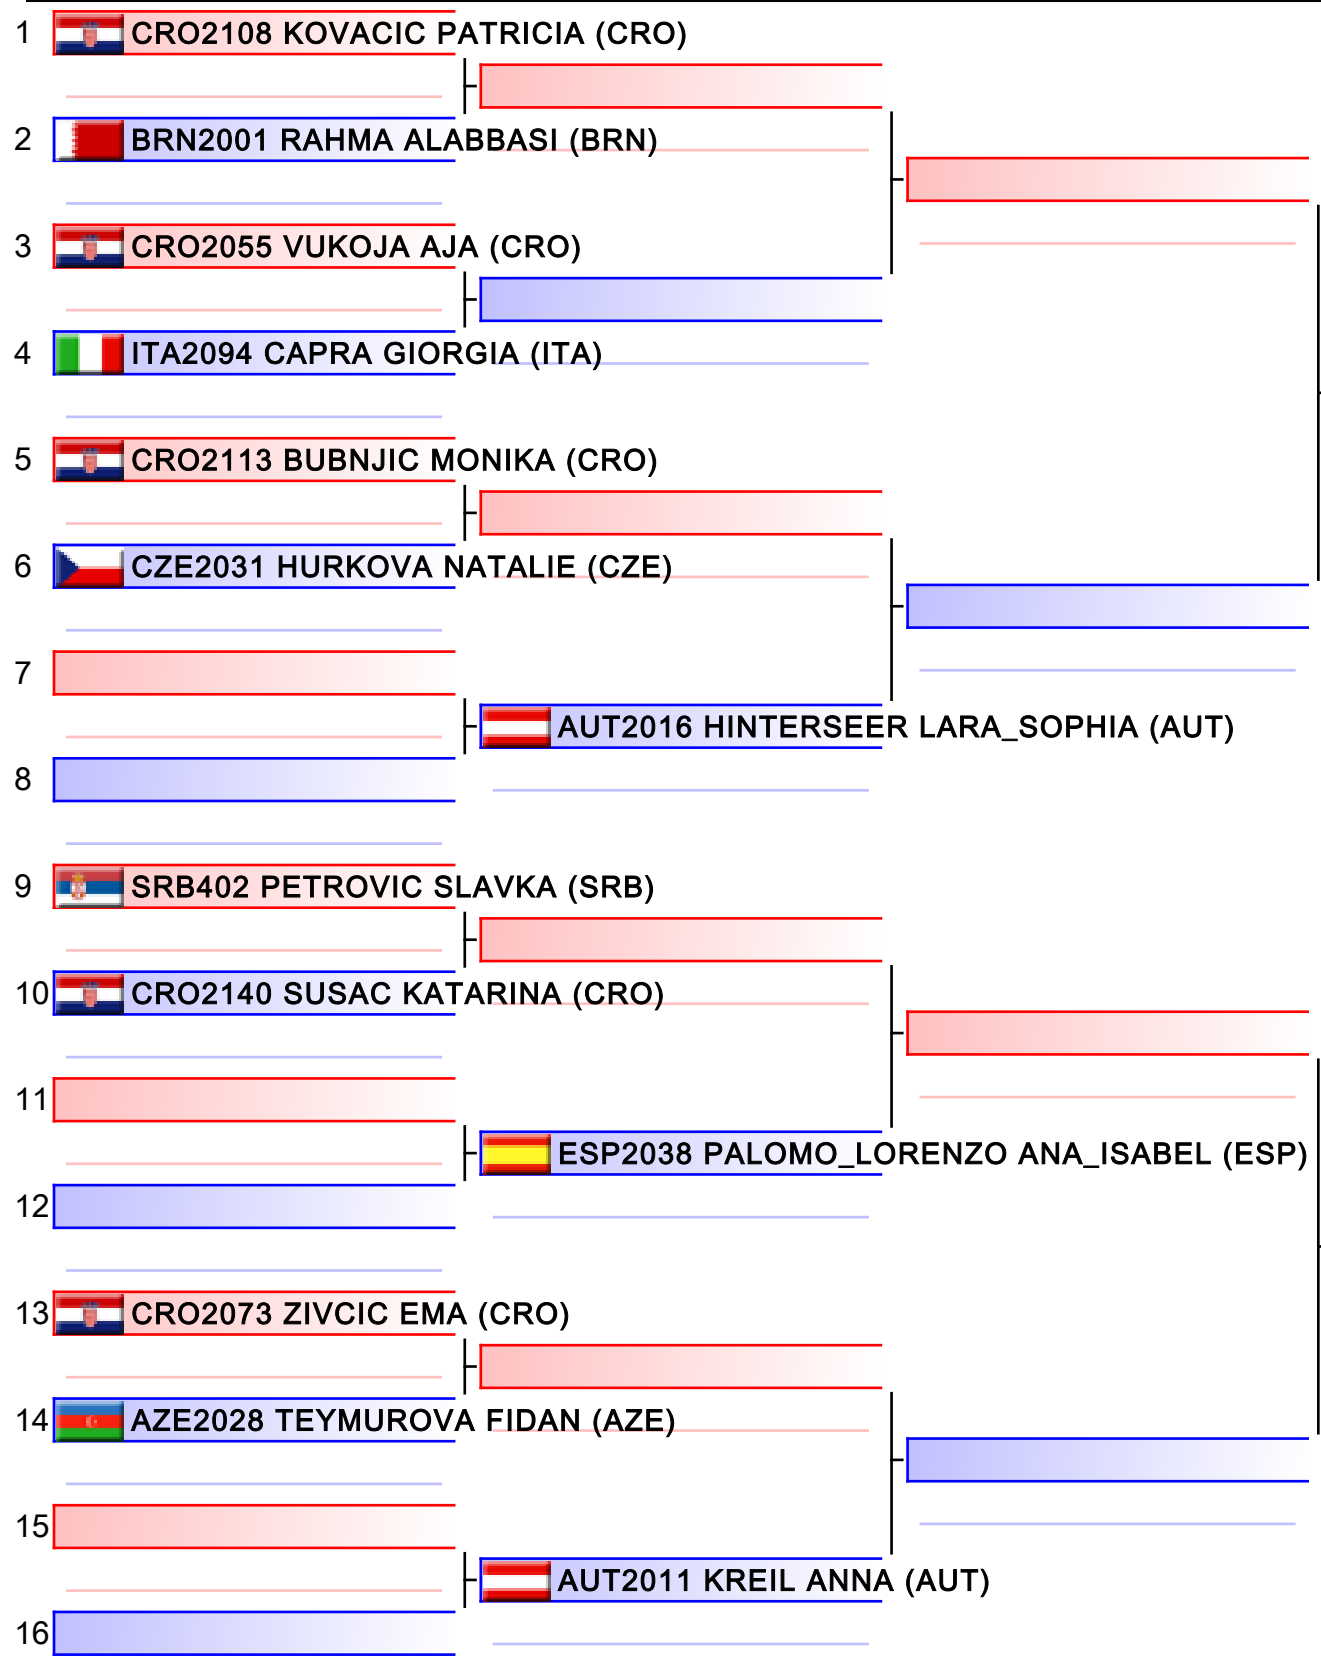 1 CRO2108 KOVACIC PATRICIA (CRO)
2 BRN2001 RAHMA ALABBASI (BRN)
3 CRO2055 VUKOJA AJA (CRO)
4 ITA2094 CAPRA GIORGIA (ITA)
5 CRO2113 BUBNJIC MONIKA (CRO)
6 CZE2031 HURKOVA NATALIE (CZE)
7
AUT2016 HINTERSEER LARA_SOPHIA (AUT)
8
9 SRB402 PETROVIC SLAVKA (SRB)
10 CRO2140 SUSAC KATARINA (CRO)
11
ESP2038 PALOMO_LORENZO ANA_ISABEL (ESP)
12
13 CRO2073 ZIVCIC EMA (CRO)
14 AZE2028 TEYMUROVA FIDAN (AZE)
15
AUT2011 KREIL ANNA (AUT)
16